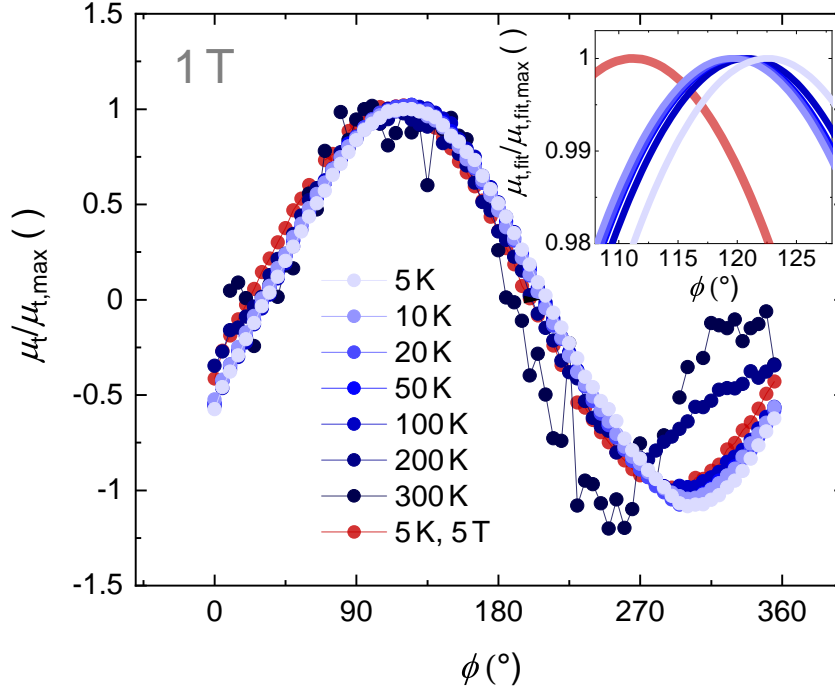 1 T
1.5
1
0.5
0
-0.5
-1
-1.5
μt/μt,max ( )
0 90 180 270 360
ϕ (°)
5 K
10 K
20 K
50 K
100 K
200 K
300 K
5 K, 5 T
1
0.99
0.98
μt,fit/μt,fit,max ( )
110 115 120 125
ϕ (°)